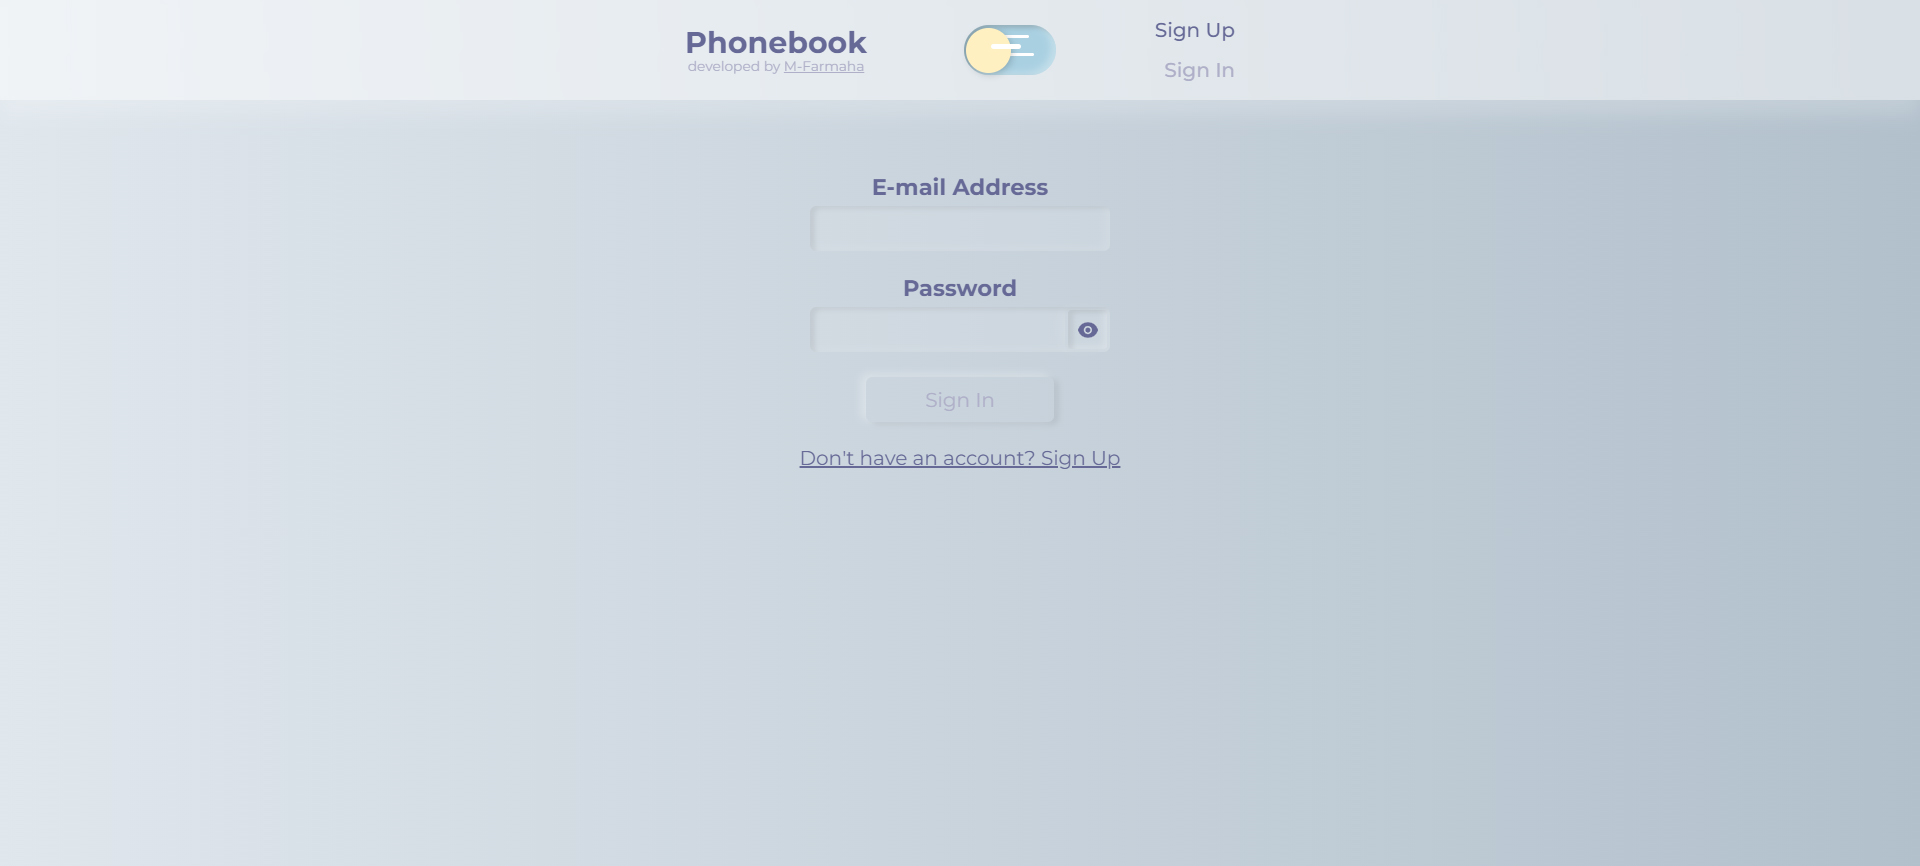 Phonebook
developed by M-Farmaha
Sign Up
Sign In
E-mail Address
Password
Sign In
Don't have an account? Sign Up